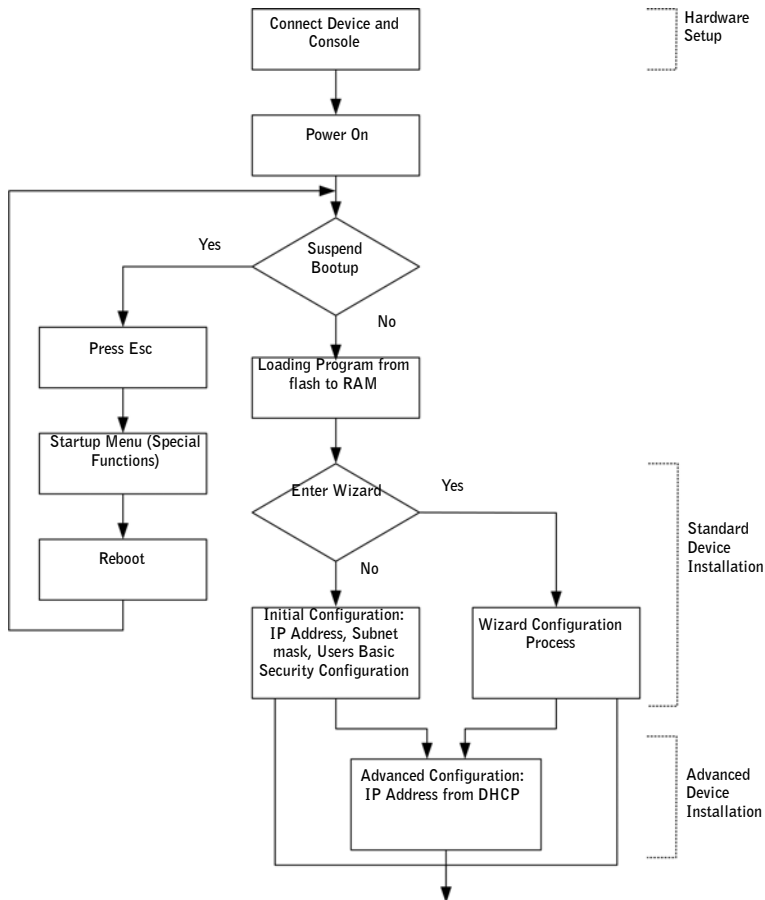 Connect Device and
Console
Hardware
Setup
Power On
Yes
Suspend
Bootup
No
Press Esc
Loading Program from
flash to RAM
Startup Menu (Special
Functions)
Enter Wizard
Yes
Standard
Device
Installation
Reboot
No
Initial Configuration:
IP Address, Subnet
mask, Users Basic
Security Configuration
Wizard Configuration
Process
Advanced Configuration:
IP Address from DHCP
Advanced
Device
Installation